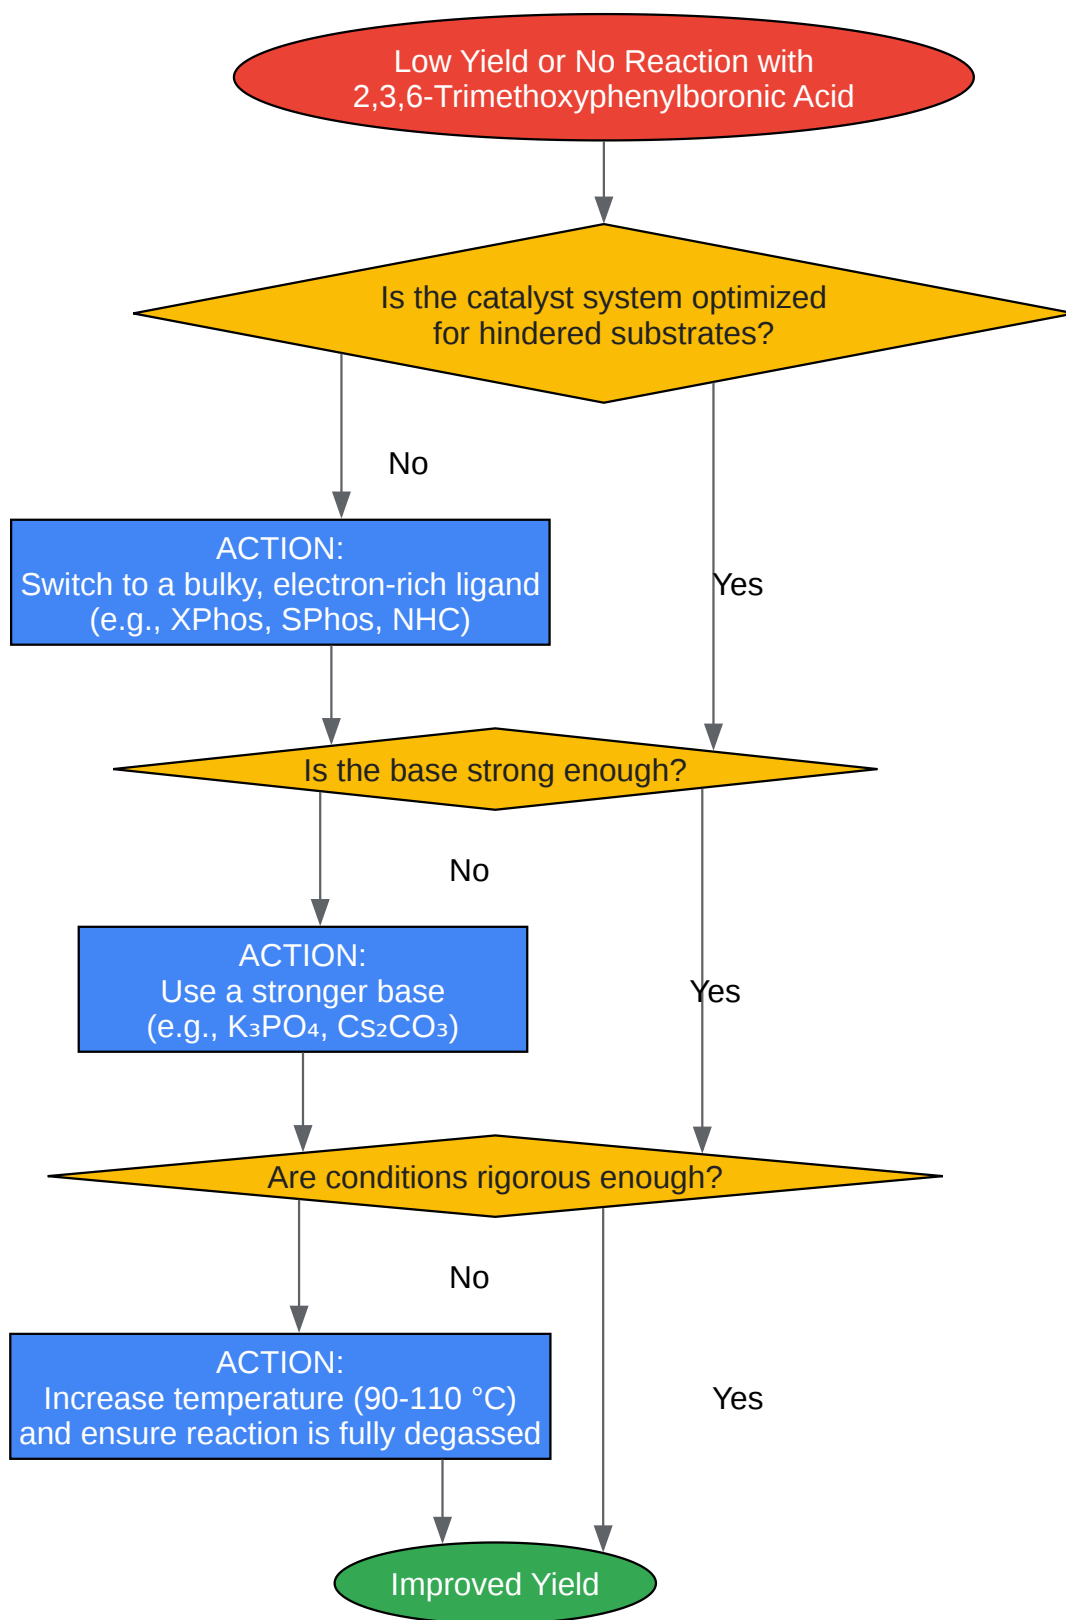 Low Yield or No Reaction with
2,3,6-Trimethoxyphenylboronic Acid
Is the catalyst system optimized
for hindered substrates?
No
ACTION:
Switch to a bulky, electron-rich ligand
(e.g., XPhos, SPhos, NHC)
Yes
Is the base strong enough?
No
ACTION:
Use a stronger base
(e.g., K₃PO₄, Cs₂CO₃)
Yes
Are conditions rigorous enough?
No
ACTION:
Increase temperature (90-110 °C)
and ensure reaction is fully degassed
Yes
Improved Yield